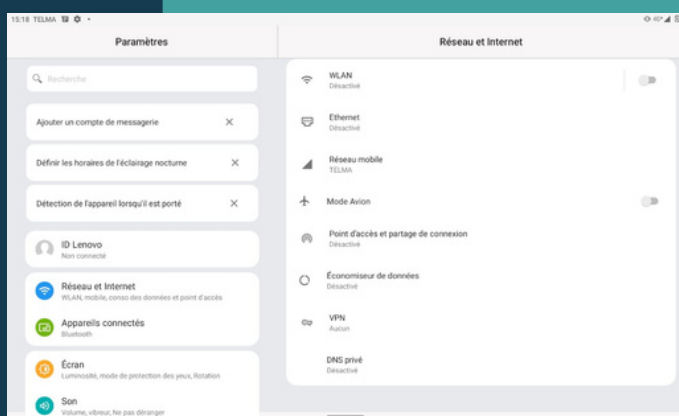 15:18 TELMA
Paramètres
Recherche
Ajouter un compte de messagerie
Définir les horaires de l'éclairage nocturne
Détection de l'appareil lorsqu'il est porté
ID Lenovo
Non connecté
Réseau et Internet
WLAN, mobile, conso des données et point d'accès
Appareils connectés
Bluetooth
Écran
Luminosité, mode de protection des yeux, Rotation
Son
Volume, vibreur, Ne pas déranger
Réseau et Internet
WLAN
Désactivé
Ethernet
Désactivé
Réseau mobile
TELMA
Mode Avion
Point d'accès et partage de connexion
Désactivé
Économiseur de données
Désactivé
VPN
Aucun
DNS privé
Désactivé